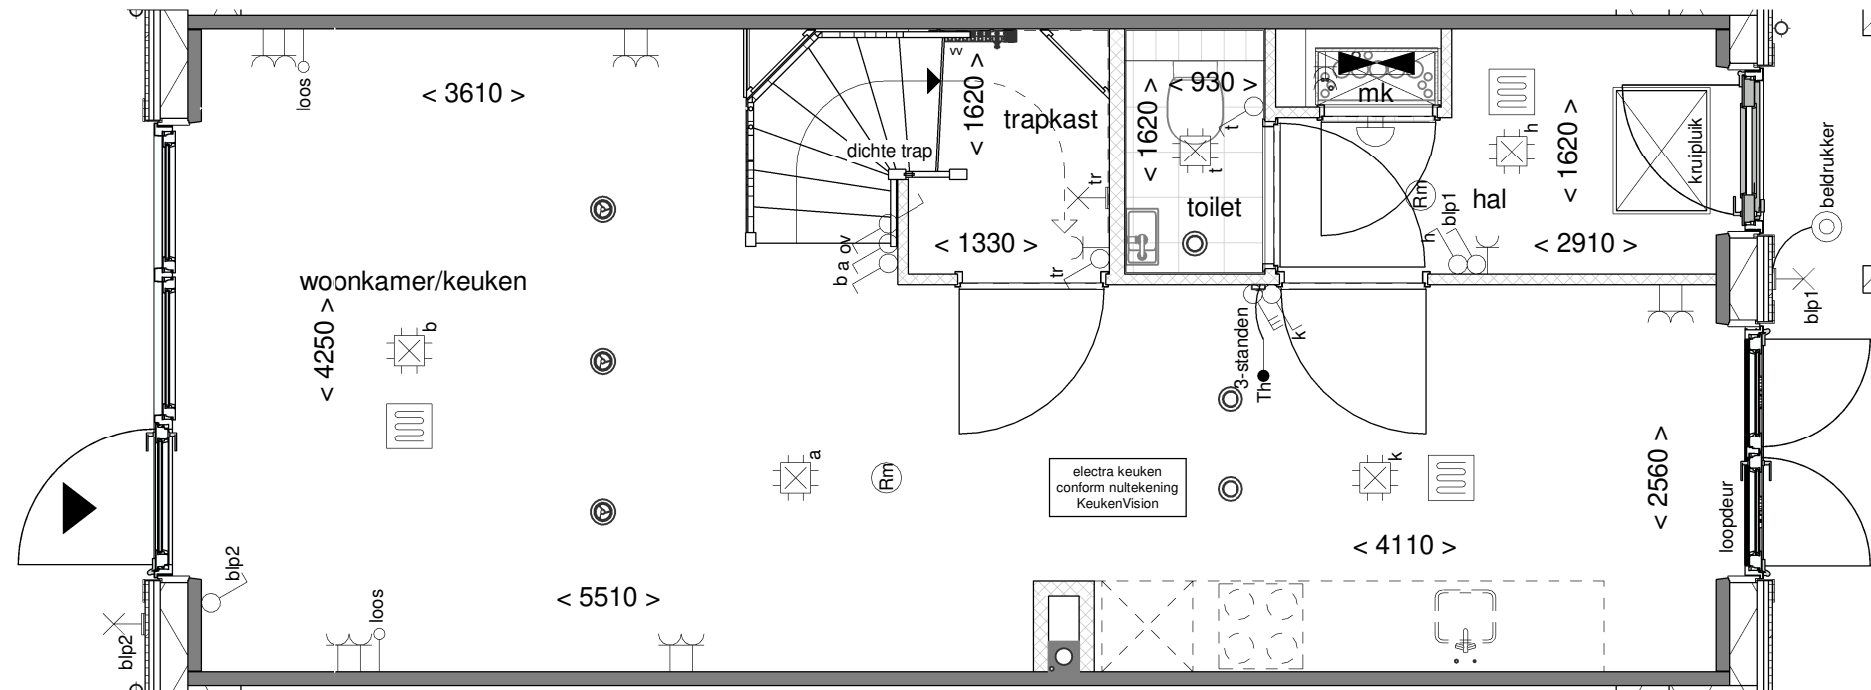 vv
loos
< 3610 >
< 1620 >
trapkast
dichte trap
< 930 >
< 1620 >
t
t
toilet
mk
h
< 1620 >
kruipluik
beldrukker
tr
Rm
blp1
hal
h
< 2910 >
< 1330 >
b a ov
tr
woonkamer/keuken
< 4250 >
b
blp1
3-standen
Th
k
a
Rm
electra keuken
conform nultekening
KeukenVision
k
< 2560 >
loopdeur
< 4110 >
blp2
< 5510 >
loos
blp2